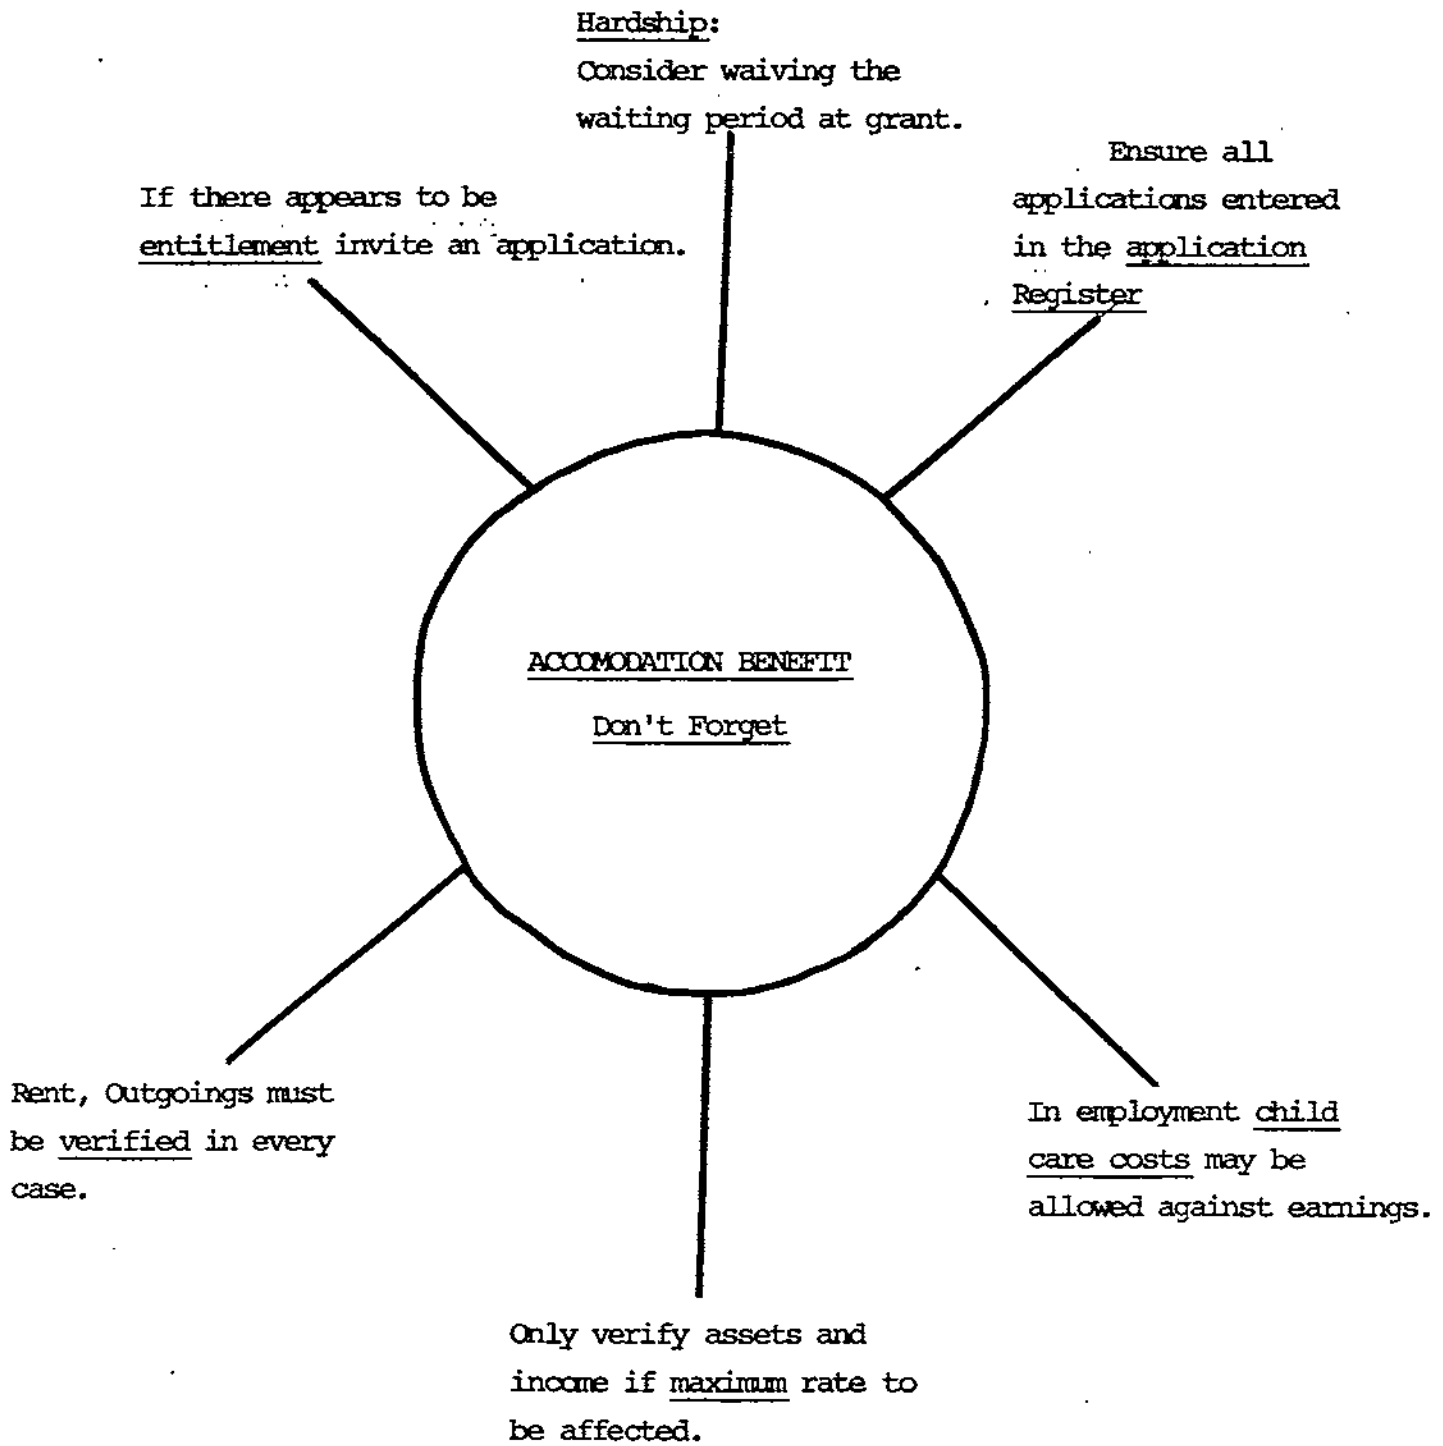 Hardship:
Consider waiving the
waiting period at grant.
Ensure all
applications entered
in the application
Register
If there appears to be
entitlement invite an application.
ACCOMODATION BENEFIT
Don't Forget
Rent, Outgoings must
be verified in every
case.
In employment child
care costs may be
allowed against earnings.
Only verify assets and
income if maximum rate to
be affected.